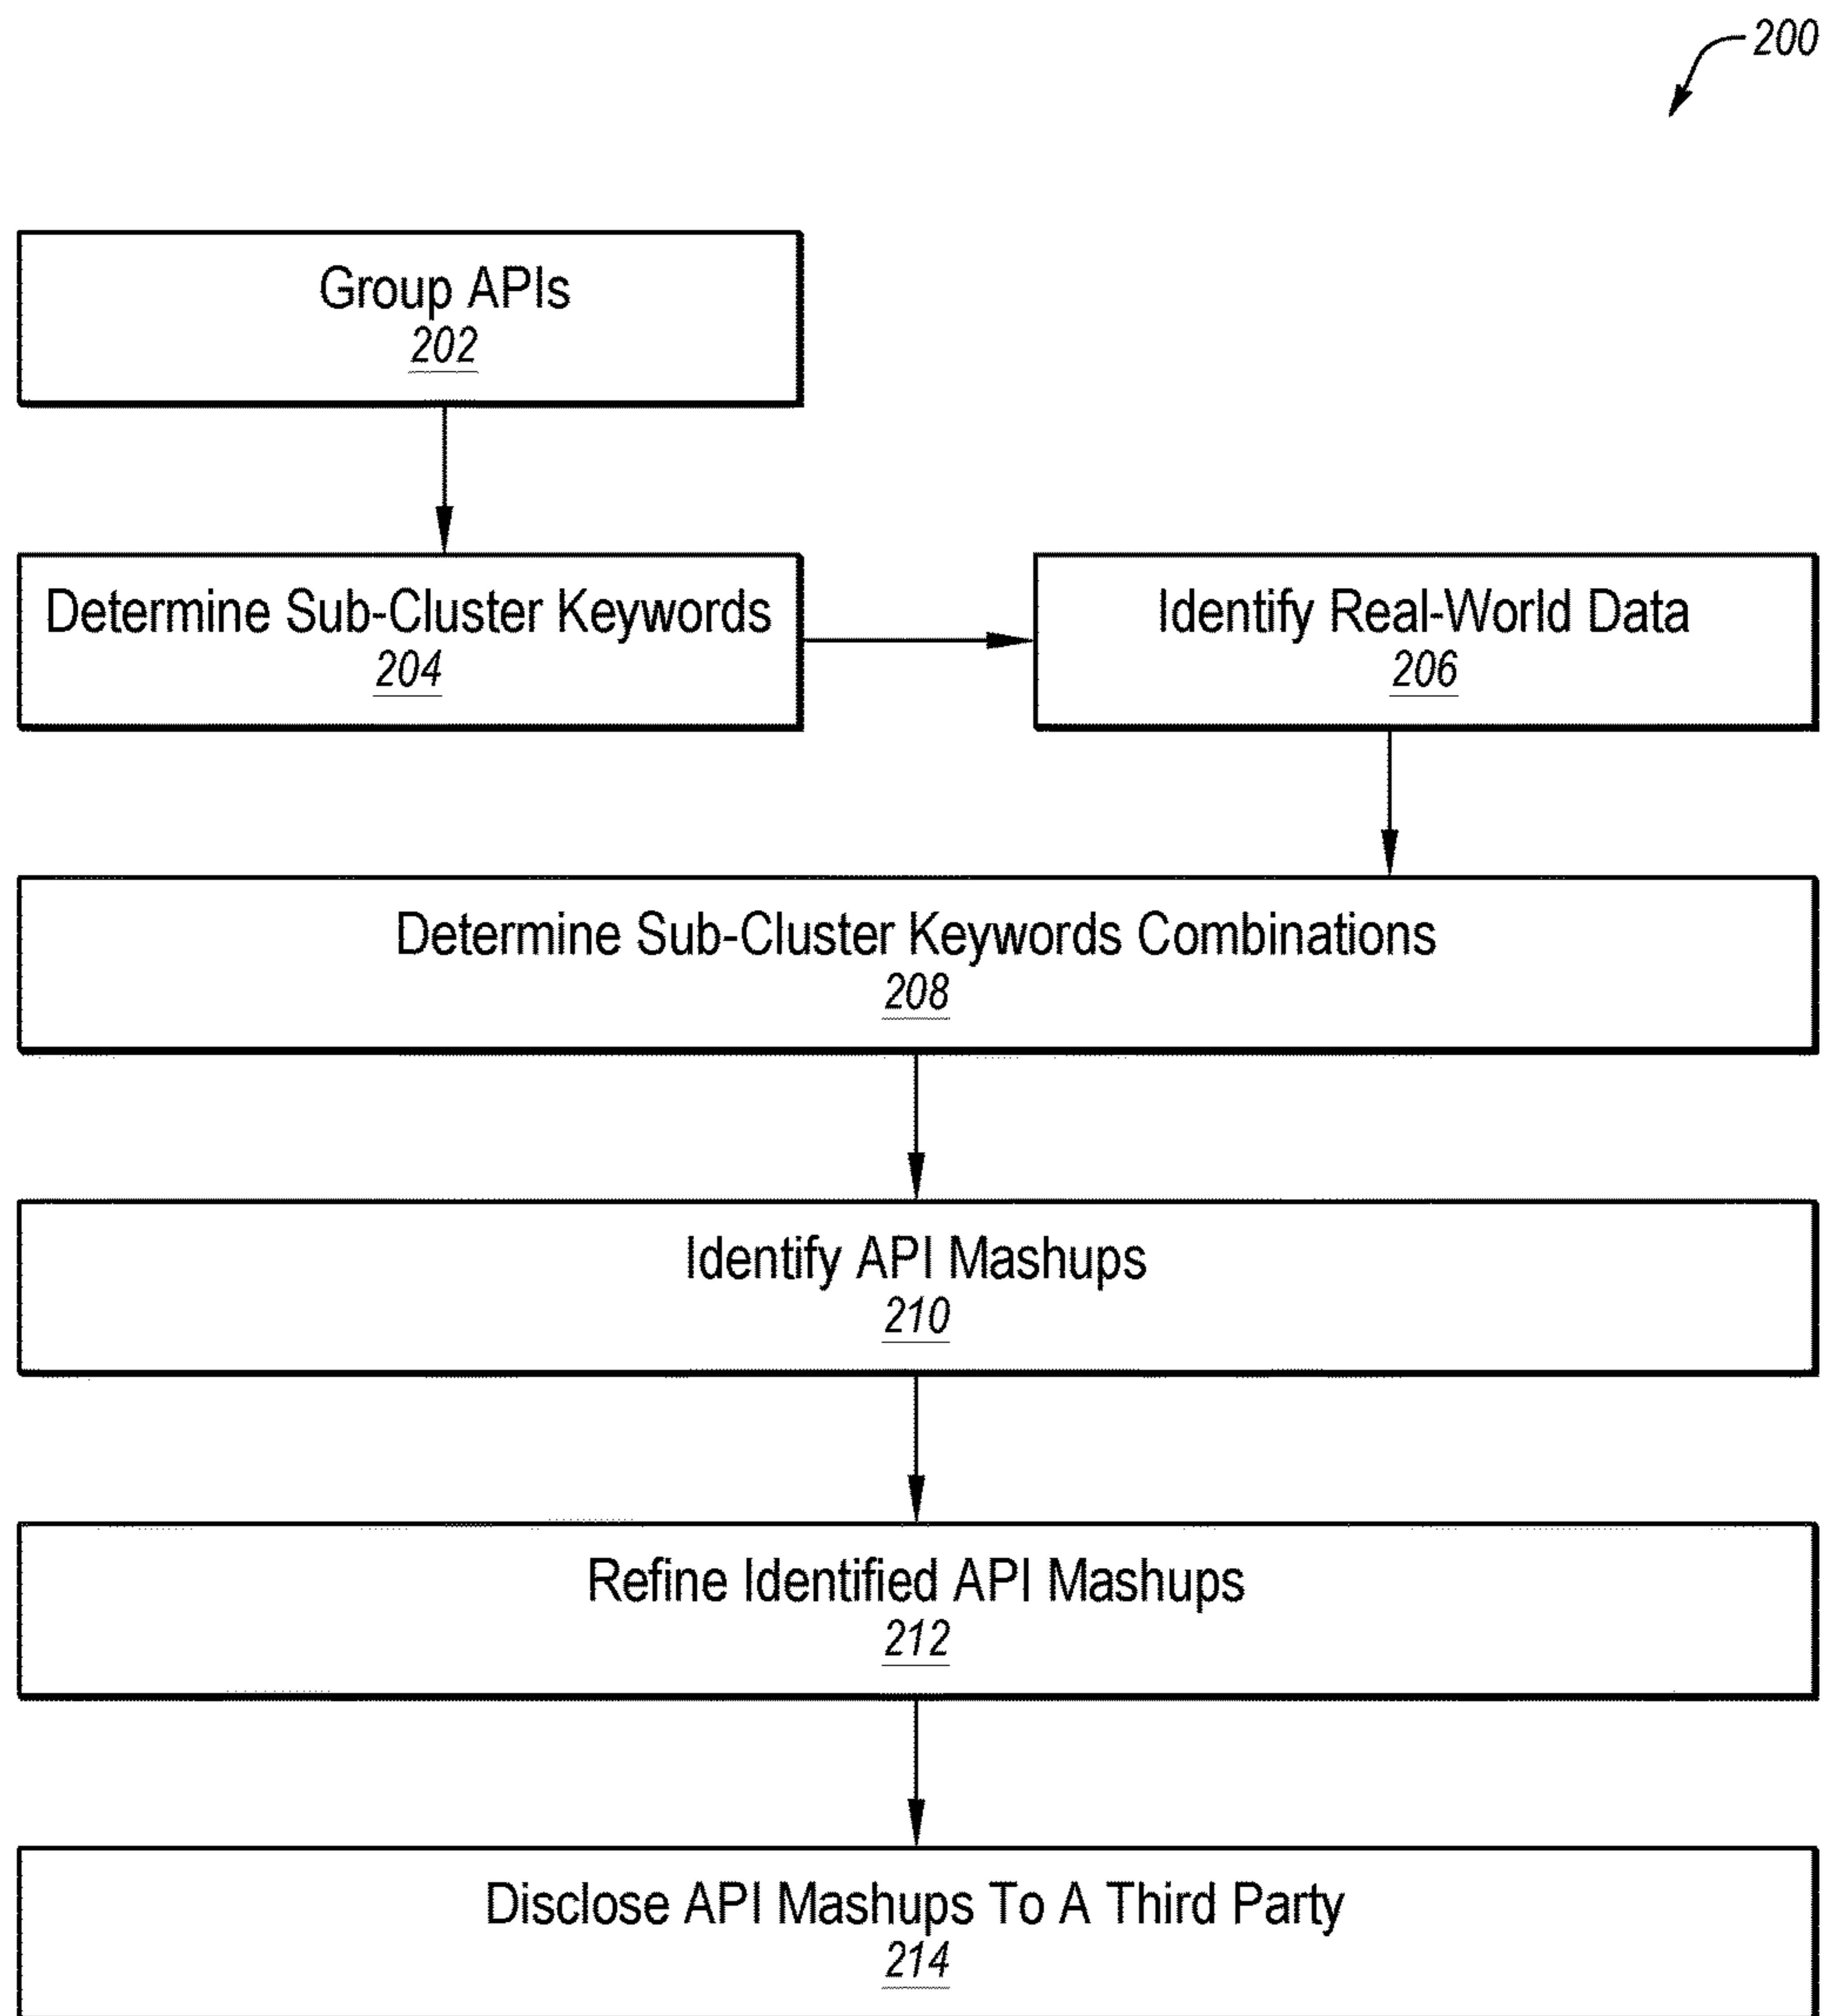 200
Group APIs
202
Determine Sub-Cluster Keywords
204
Identify Real-World Data
206
Determine Sub-Cluster Keywords Combinations
208
Identify API Mashups
210
Refine Identified API Mashups
212
Disclose API Mashups To A Third Party
214